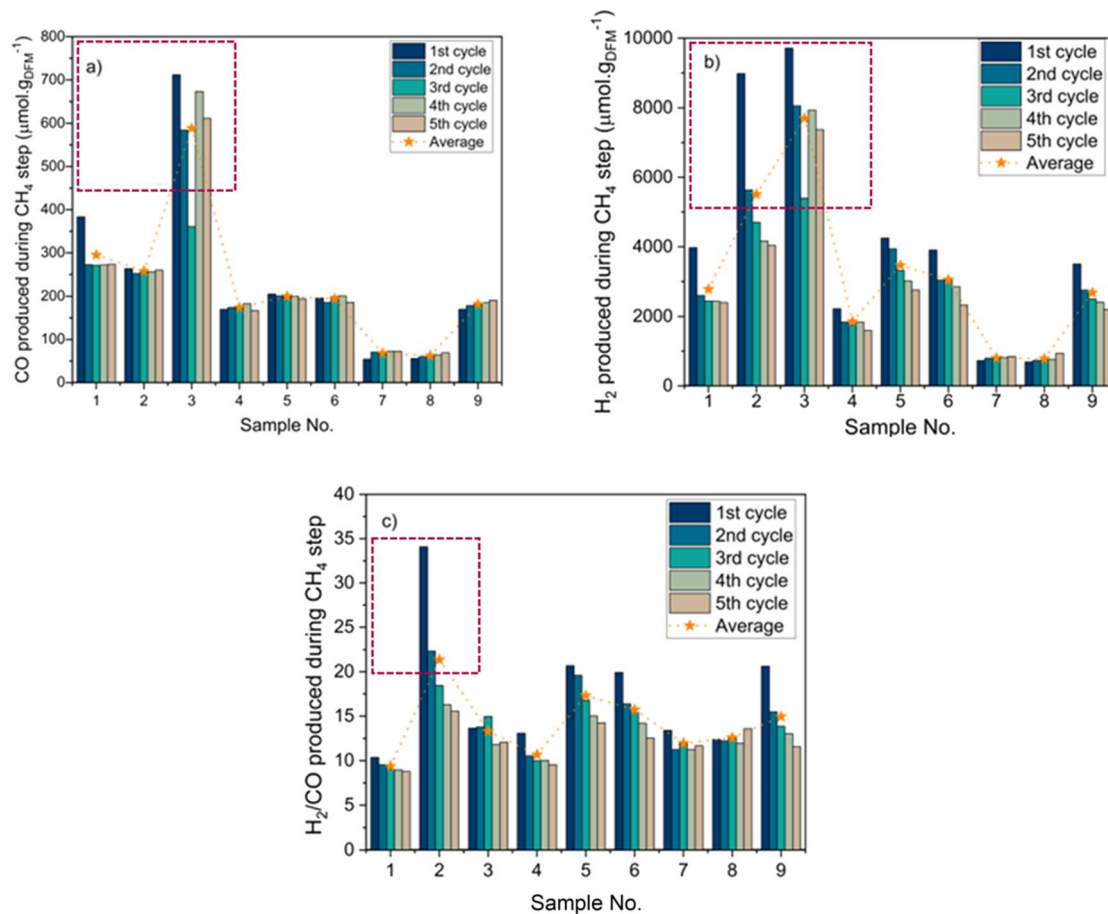 a)
CO produced during CH₄ step (μmol.g_DFM⁻¹)
800
700
600
500
400
300
200
100
0
1st cycle
2nd cycle
3rd cycle
4th cycle
5th cycle
Average
1 2 3 4 5 6 7 8 9
Sample No.
b)
H₂ produced during CH₄ step (μmol.g_DFM⁻¹)
10000
8000
6000
4000
2000
0
1st cycle
2nd cycle
3rd cycle
4th cycle
5th cycle
Average
1 2 3 4 5 6 7 8 9
Sample No.
c)
H₂/CO produced during CH₄ step
40
35
30
25
20
15
10
5
0
1st cycle
2nd cycle
3rd cycle
4th cycle
5th cycle
Average
1 2 3 4 5 6 7 8 9
Sample No.